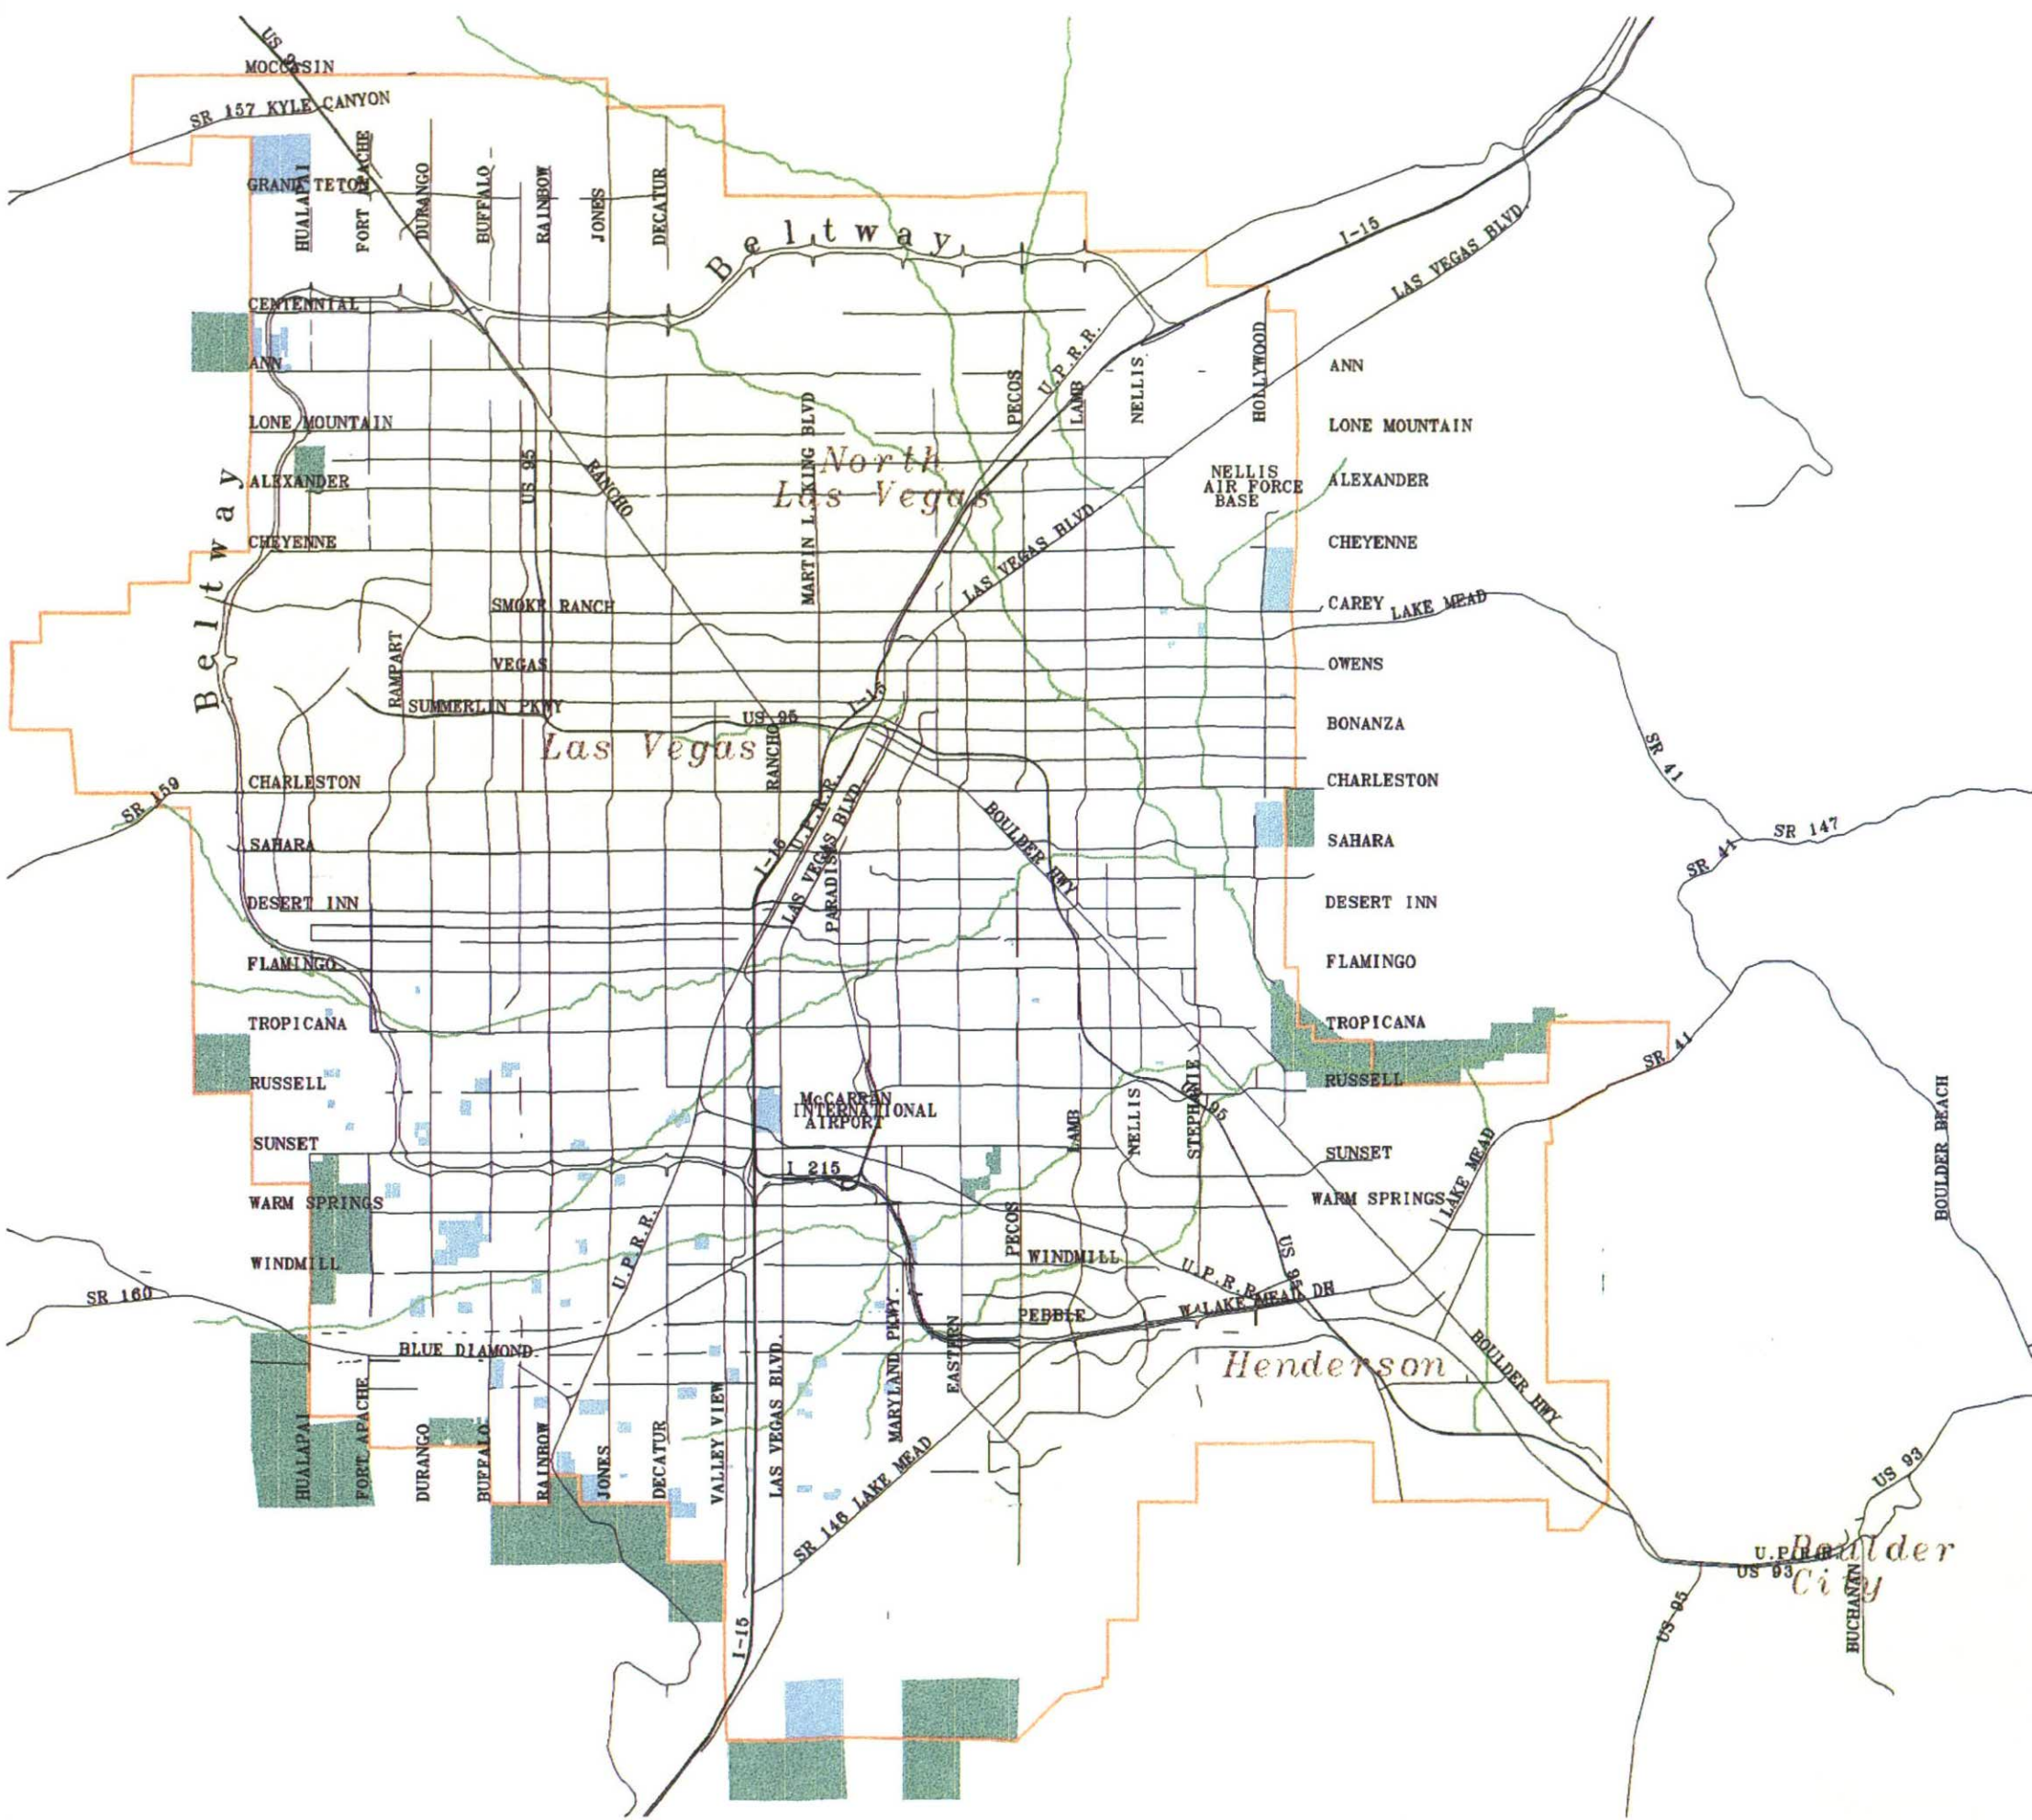 US 9
MOCCASIN
SR 157 KYLE CANYON
GRAND TETON
HUALAPAI
FORT APACHE
DURANGO
BUFFALO
RAINBOW
JONES
DECATUR
Beltway
I-15
LAS VEGAS BLVD.
CENTENNIAL
ANN
U.P.R.R.
HOLLYWOOD
ANN
PECOS
LAMB
NELLIS
LONE MOUNTAIN
MARTIN L. KING BLVD
LONE MOUNTAIN
Beltway
US 95
RANCHO
North
Las Vegas
NELLIS
AIR FORCE
BASE
ALEXANDER
ALEXANDER
CHEYENNE
LAS VEGAS BLVD.
CHEYENNE
SMOKE RANCH
CAREY
LAKE MEAD
RAMPART
VEGAS
OWENS
SUMMERLIN PKWY
US 95
I-15
BONANZA
Las Vegas
RANCHO
SR 41
SR 159
CHARLESTON
CHARLESTON
U.P.R.R.
LAS VEGAS BLVD.
BOULDER HWY
SR 147
SAHARA
I-15
PARADISE
SAHARA
SR 41
DESERT INN
DESERT INN
FLAMINGO
FLAMINGO
TROPICANA
TROPICANA
SR 41
RUSSELL
RUSSELL
McCARRAN
INTERNATIONAL
AIRPORT
LAMB
NELLIS
STEPHANIE
95
BOULDER BEACH
SUNSET
SUNSET
I 215
LAKE MEAD
WARM SPRINGS
WARM SPRINGS
U.P.R.R.
PECOS
WINDMILL
WINDMILL
U.P.R.R.
US 95
SR 160
W. LAKE MEAD DR
PEBBLE
BLUE DIAMOND
MARYLAND PKWY.
EASTERN
Henderson
BOULDER HWY
HUALAPAI
FORT APACHE
DURANGO
BUFFALO
RAINBOW
JONES
DECATUR
VALLEY VIEW
LAS VEGAS BLVD.
SR 146 LAKE MEAD
US 93
U.P.R.R.
US 93
Boulder
City
BUCHANAN
US 95
I-15